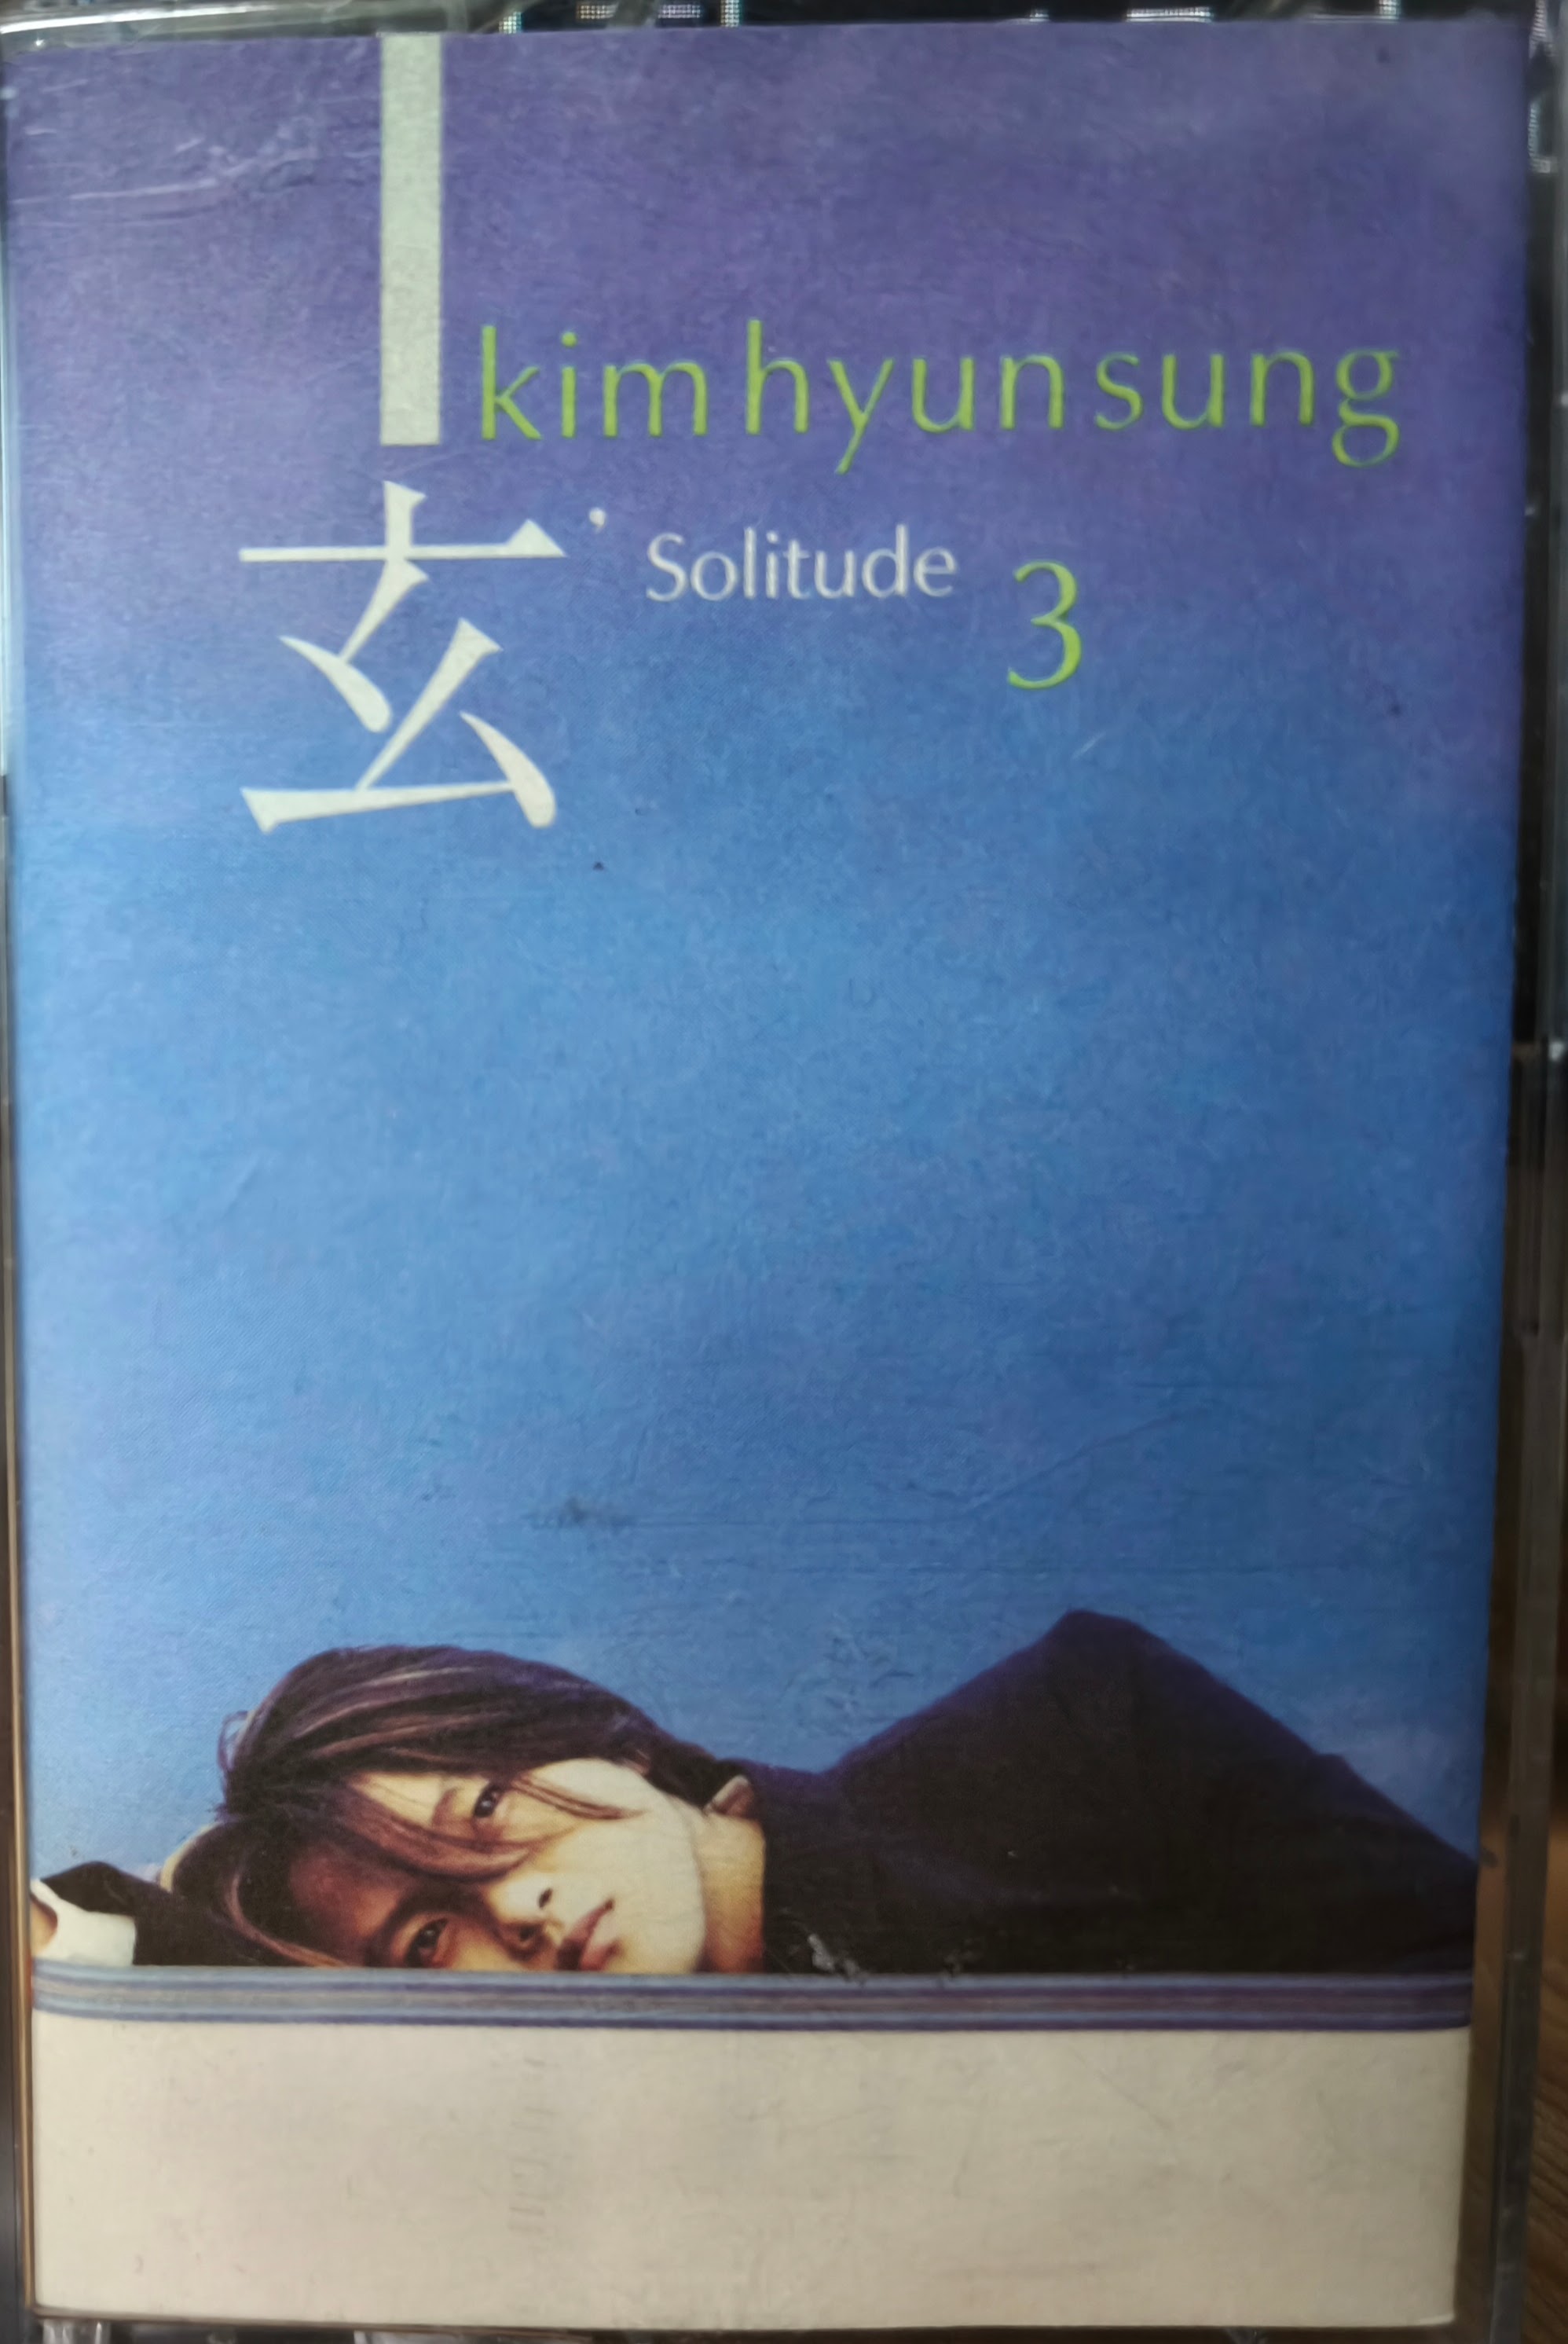 kim hyun sung
玄' Solitude 3